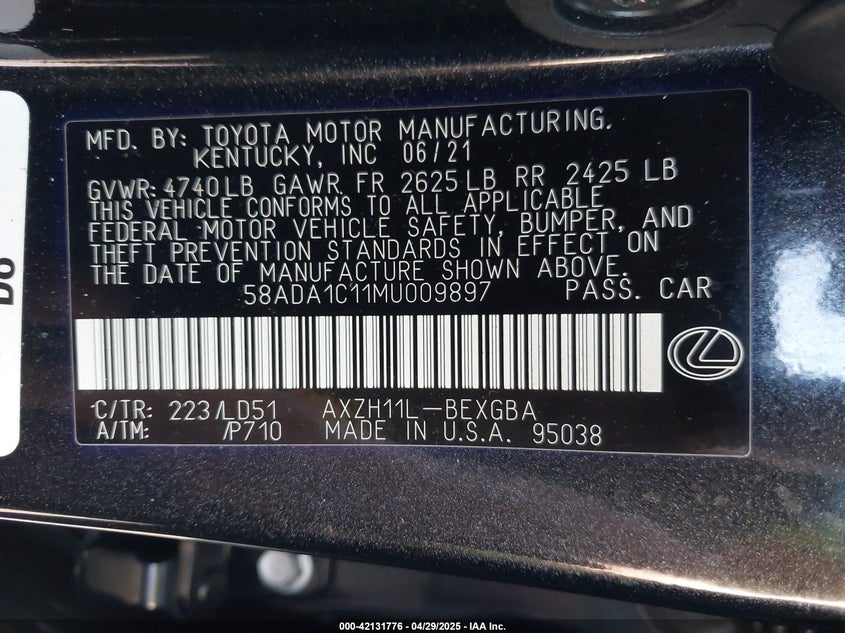 MFD. BY: TOYOTA MOTOR MANUFACTURING.
KENTUCKY, INC 06/21
GVWR: 4740LB GAWR FR 2625LB RR 2425 LB
THIS VEHICLE CONFORMS TO ALL APPLICABLE
FEDERAL MOTOR VEHICLE SAFETY, BUMPER, AND
THEFT PREVENTION STANDARDS IN EFFECT ON
THE DATE OF MANUFACTURE SHOWN ABOVE.
58ADA1C11MU009897 PASS. CAR
C/TR: 223/LD51 AXZH11L-BEXGBA
A/TM: /P710 MADE IN U.S.A. 95038
000-42131776 - 04/29/2025 - IAA Inc.